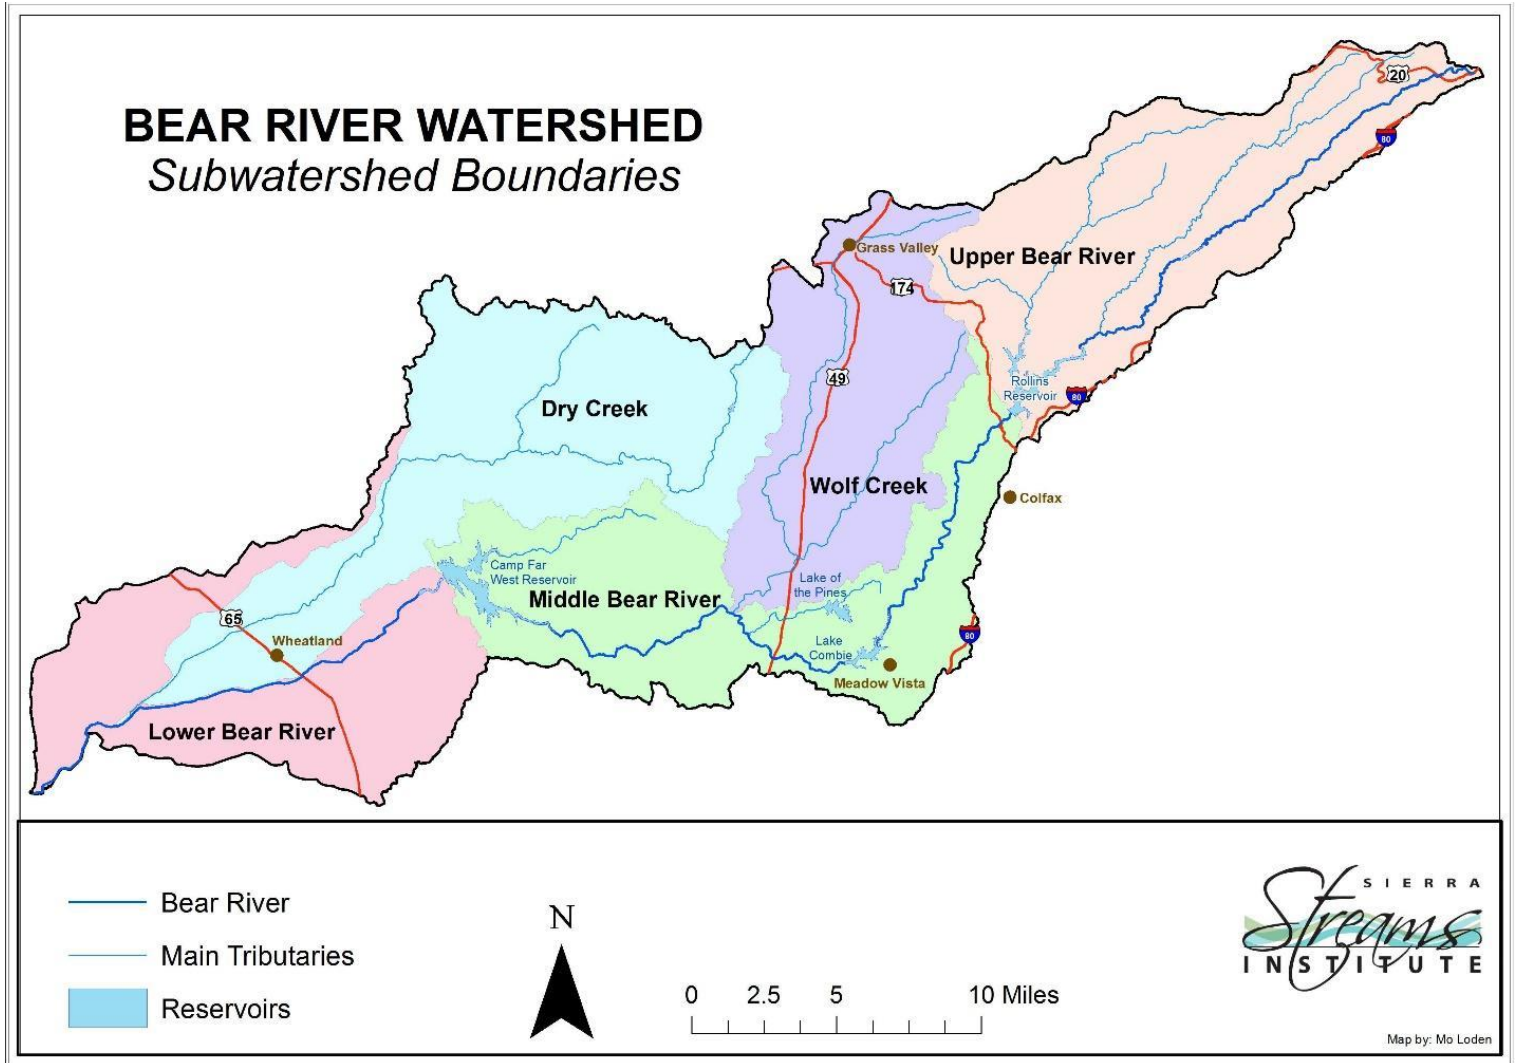 BEAR RIVER WATERSHED
Subwatershed Boundaries
20
80
Grass Valley
Upper Bear River
174
49
Rollins
Reservoir
80
Dry Creek
Wolf Creek
Colfax
Camp Far
West Reservoir
Lake of
the Pines
Middle Bear River
65
Wheatland
80
Lake
Combie
Meadow Vista
Lower Bear River
Bear River
Main Tributaries
Reservoirs
N
0 2.5 5 10 Miles
SIERRA
Streams
INSTITUTE
Map by: Mo Loden